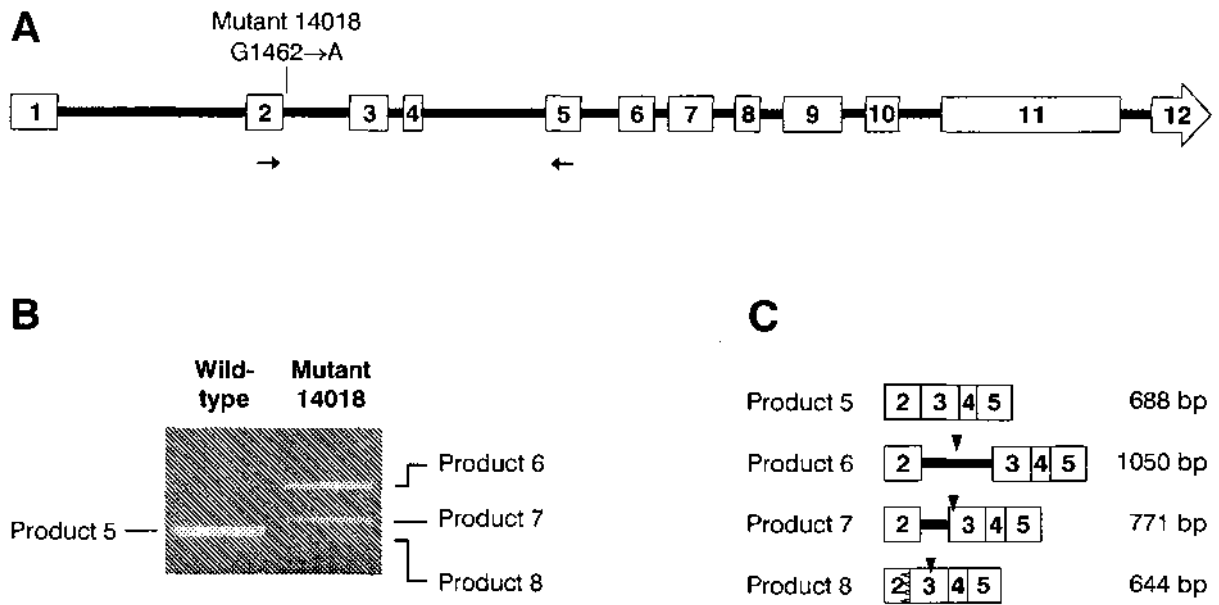 A
Mutant 14018
G1462→A
1 2 3 4 5 6 7 8 9 10 11 12
B
Wild-type
Mutant 14018
Product 5
Product 6
Product 7
Product 8
C
Product 5 2 3 4 5 688 bp
Product 6 2 3 4 5 1050 bp
Product 7 2 3 4 5 771 bp
Product 8 2 3 4 5 644 bp